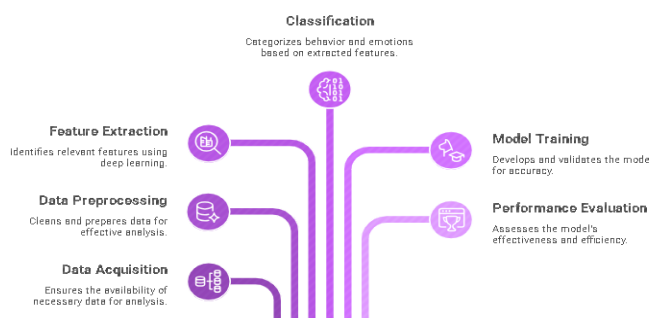 Classification
Categorizes behavior and emotions
based on extracted features.
Feature Extraction
Identifies relevant features using
deep learning.
Model Training
Develops and validates the mode
for accuracy.
Data Preprocessing
Cleans and prepares data for
effective analysis.
Performance Evaluation
Assesses the model's
effectiveness and efficiency.
Data Acquisition
Ensures the availability of
necessary data for analysis.